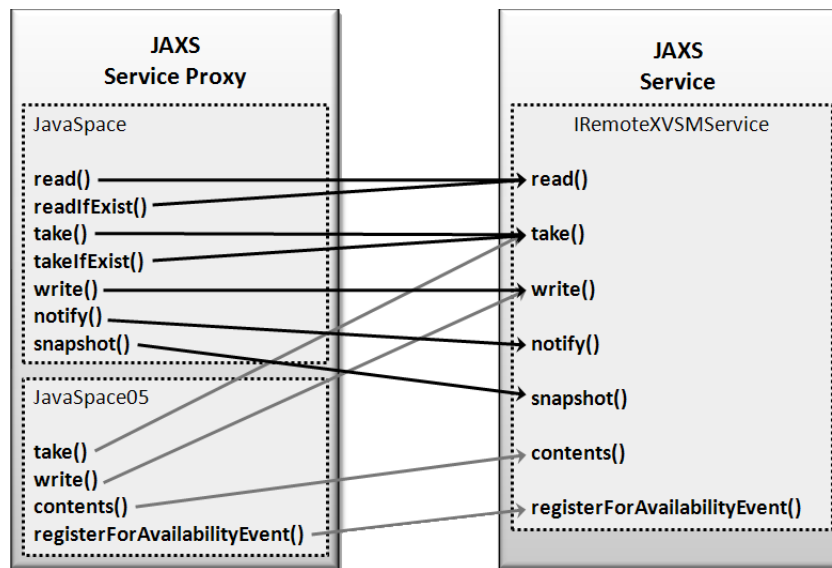 JAXS
Service Proxy
JavaSpace
read()
readIfExist()
take()
takeIfExist()
write()
notify()
snapshot()
JavaSpace05
take()
write()
contents()
registerForAvailabilityEvent()
JAXS
Service
IRemoteXVSMService
read()
take()
write()
notify()
snapshot()
contents()
registerForAvailabilityEvent()